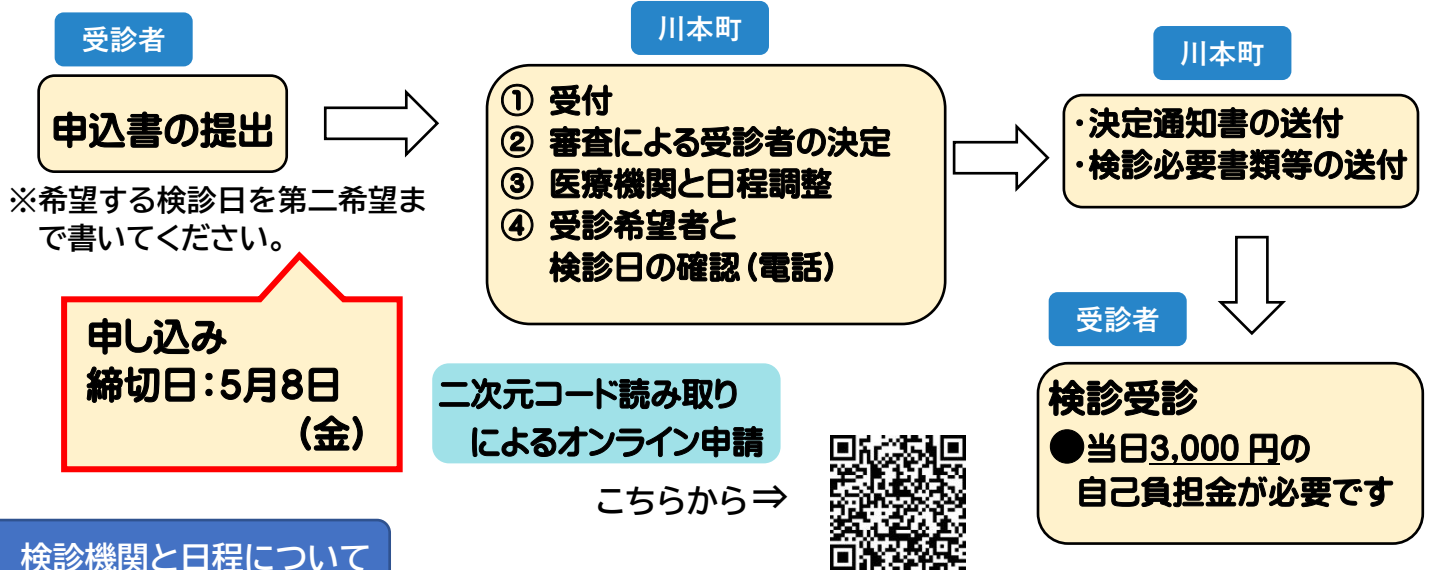 受診者
申込書の提出
※希望する検診日を第二希望ま
で書いてください。
申し込み
締切日：5月8日
（金）
川本町
① 受付
② 審査による受診者の決定
③ 医療機関と日程調整
④ 受診希望者と
検診日の確認（電話）
川本町
・決定通知書の送付
・検診必要書類等の送付
受診者
検診受診
●当日3,000 円の
自己負担金が必要です
二次元コード読み取り
によるオンライン申請
こちらから⇒
検診機関と日程について